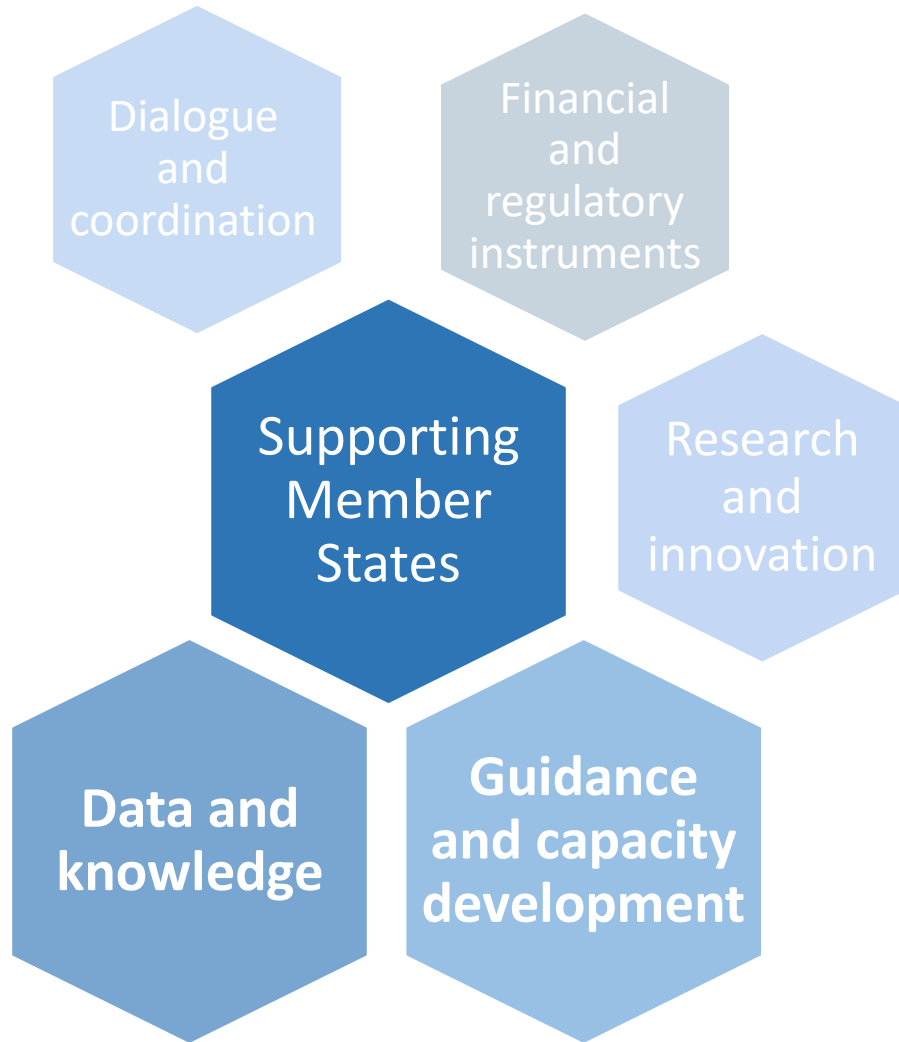 Dialogue
and
coordination
Financial
and
regulatory
instruments
Supporting
Member
States
Research
and
innovation
Data and
knowledge
Guidance
and capacity
development